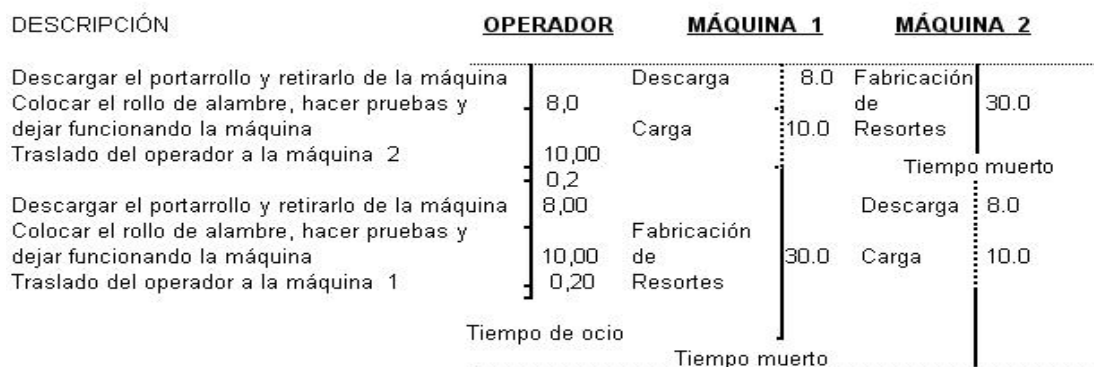 DESCRIPCIÓN OPERADOR MÁQUINA 1 MÁQUINA 2
Descargar el portarrollo y retirarlo de la máquina Descarga 8.0 Fabricación
Colocar el rollo de alambre, hacer pruebas y 8,0 de 30.0
dejar funcionando la máquina Carga 10.0 Resortes
Traslado del operador a la máquina 2 10,00 Tiempo muerto
0,2
Descargar el portarrollo y retirarlo de la máquina 8,00 Descarga 8.0
Colocar el rollo de alambre, hacer pruebas y Fabricación
dejar funcionando la máquina 10,00 de 30.0 Carga 10.0
Traslado del operador a la máquina 1 0,20 Resortes
Tiempo de ocio
Tiempo muerto